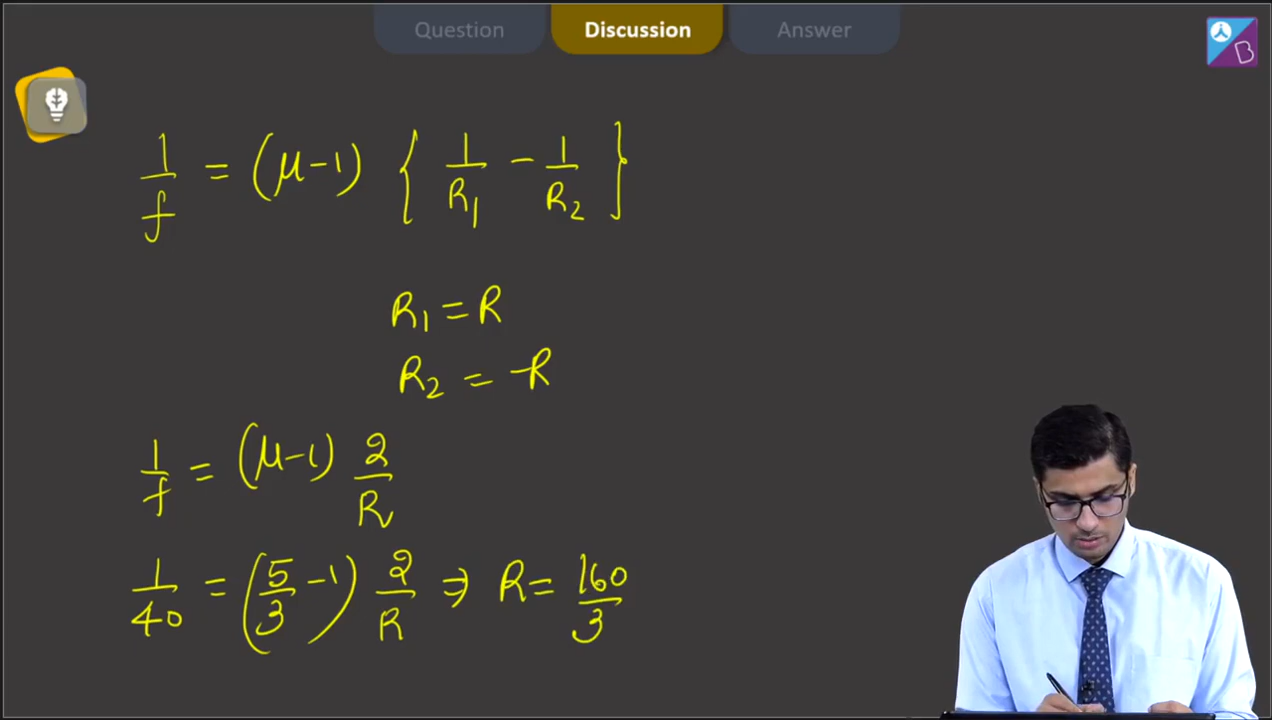 Question Discussion Answer
B
1/f = (μ-1) { 1/R₁ - 1/R₂ }
R₁ = R
R₂ = -R
1/f = (μ-1) 2/R
1/40 = (5/3 - 1) 2/R ⇒ R = 160/3